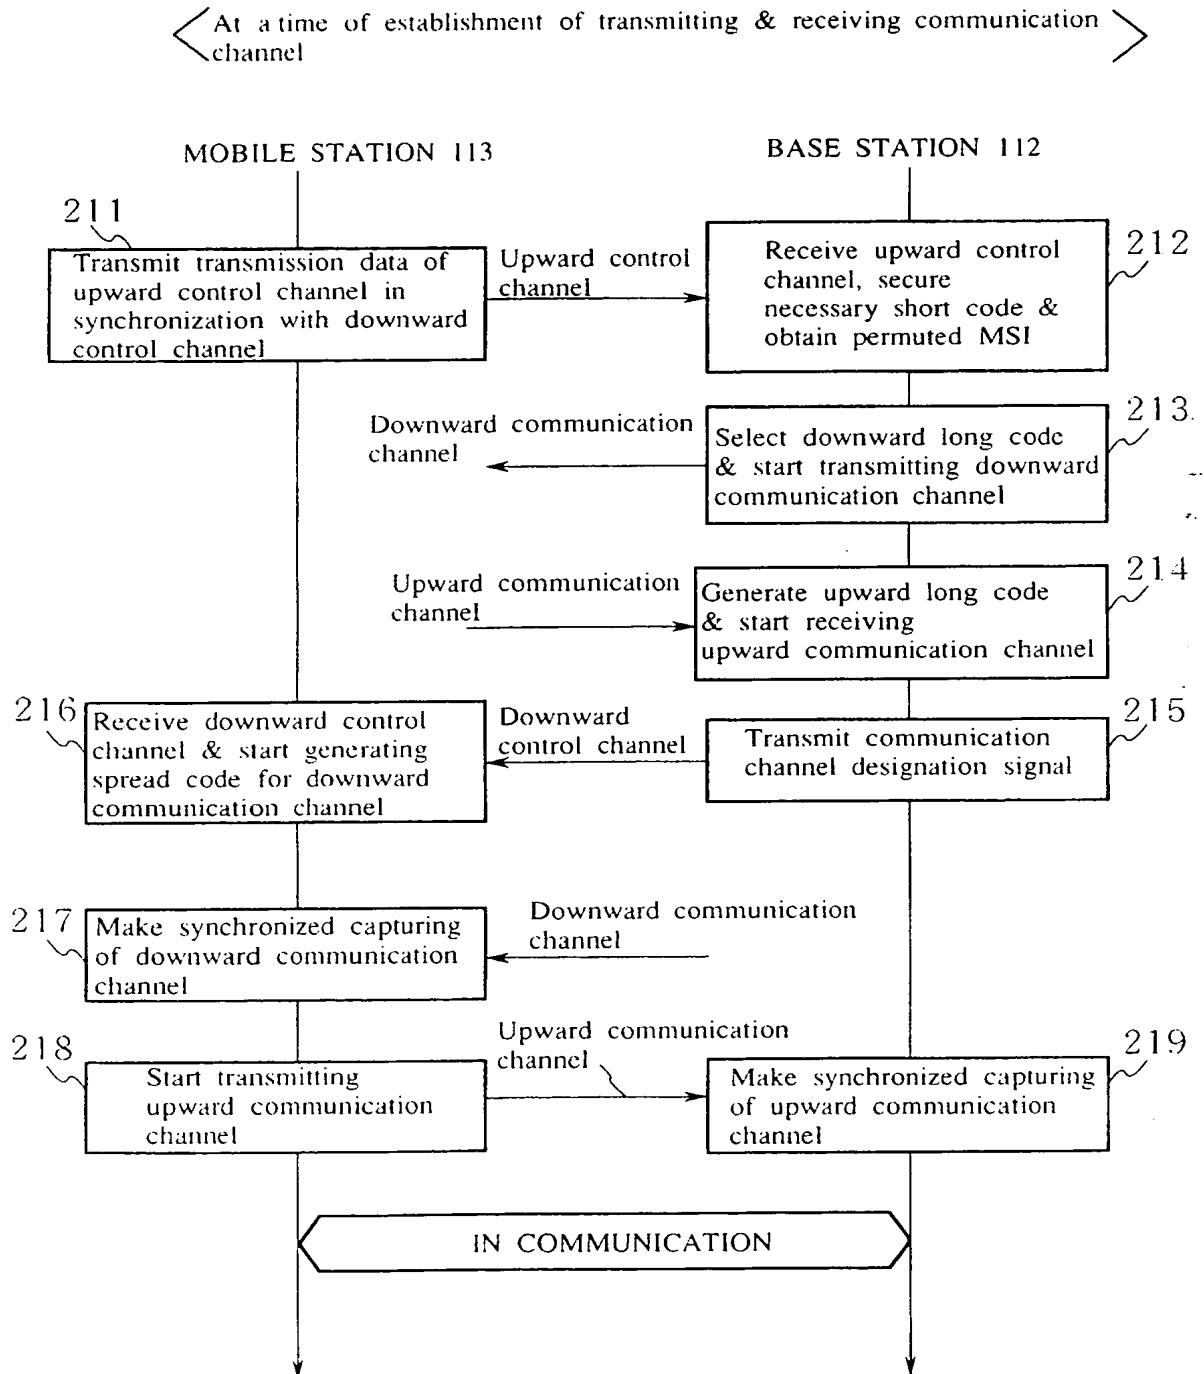 At a time of establishment of transmitting & receiving communication
channel
MOBILE STATION 113
BASE STATION 112
211
Transmit transmission data of
upward control channel in
synchronization with downward
control channel
Upward control
channel
212
Receive upward control
channel, secure
necessary short code &
obtain permuted MSI
Downward communication
channel
213
Select downward long code
& start transmitting downward
communication channel
Upward communication
channel
214
Generate upward long code
& start receiving
upward communication channel
216
Receive downward control
channel & start generating
spread code for downward
communication channel
Downward
control channel
215
Transmit communication
channel designation signal
217
Make synchronized capturing
of downward communication
channel
Downward communication
channel
218
Start transmitting
upward communication
channel
Upward communication
channel
219
Make synchronized capturing
of upward communication
channel
IN COMMUNICATION